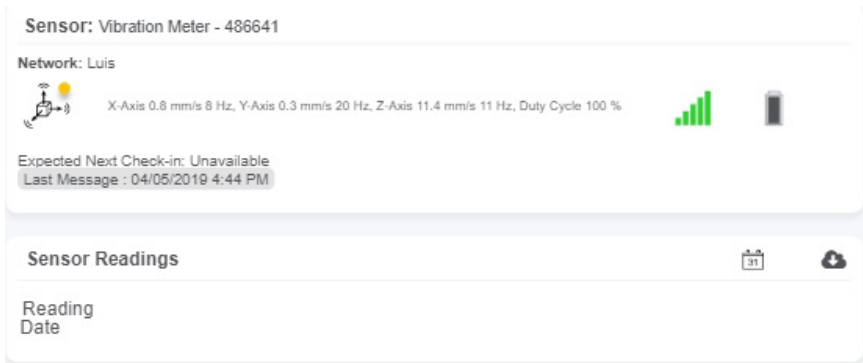 Sensor: Vibration Meter - 486641
Network: Luis
X-Axis 0.8 mm/s 8 Hz, Y-Axis 0.3 mm/s 20 Hz, Z-Axis 11.4 mm/s 11 Hz, Duty Cycle 100 %
Expected Next Check-in: Unavailable
Last Message : 04/05/2019 4:44 PM
Sensor Readings
31
Reading
Date